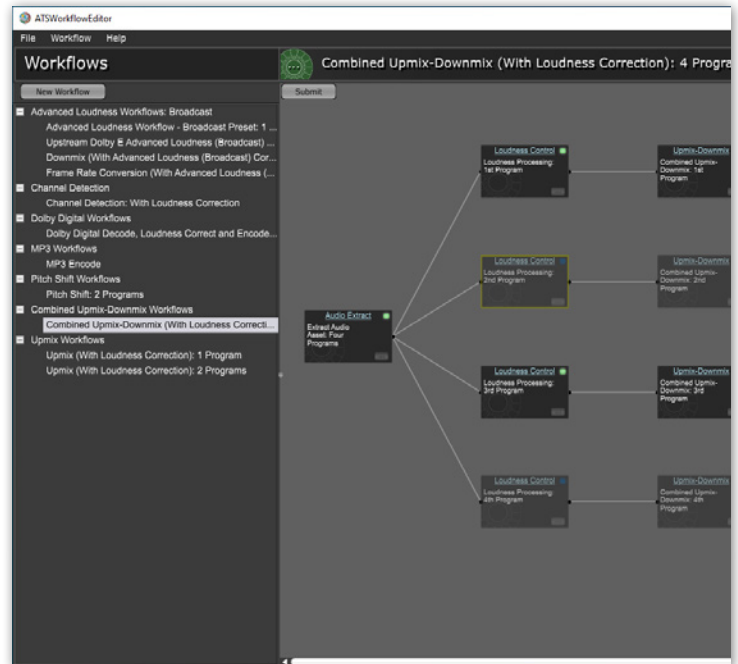 ATSWorkflowEditor
File Workflow Help
Workflows
Combined Upmix-Downmix (With Loudness Correction): 4 Progra
New Workflow
Submit
Advanced Loudness Workflows: Broadcast
Advanced Loudness Workflow - Broadcast Preset: 1 ...
Upstream Dolby E Advanced Loudness (Broadcast) ...
Downmix (With Advanced Loudness (Broadcast) Cor...
Frame Rate Conversion (With Advanced Loudness (...
Channel Detection
Channel Detection: With Loudness Correction
Dolby Digital Workflows
Dolby Digital Decode, Loudness Correct and Encode...
MP3 Workflows
MP3 Encode
Pitch Shift Workflows
Pitch Shift: 2 Programs
Combined Upmix-Downmix Workflows
Combined Upmix-Downmix (With Loudness Correcti...
Upmix Workflows
Upmix (With Loudness Correction): 1 Program
Upmix (With Loudness Correction): 2 Programs
Audio Extract
Extract Audio
Asset: Four
Programs
Loudness Control
Loudness Processing:
1st Program
Upmix-Downmix
Combined Upmix-
Downmix: 1st
Program
Loudness Control
Loudness Processing:
2nd Program
Upmix-Downmix
Combined Upmix-
Downmix: 2nd
Program
Loudness Control
Loudness Processing:
3rd Program
Upmix-Downmix
Combined Upmix-
Downmix: 3rd
Program
Loudness Control
Loudness Processing:
4th Program
Upmix-Downmix
Combined Upmix-
Downmix: 4th
Program